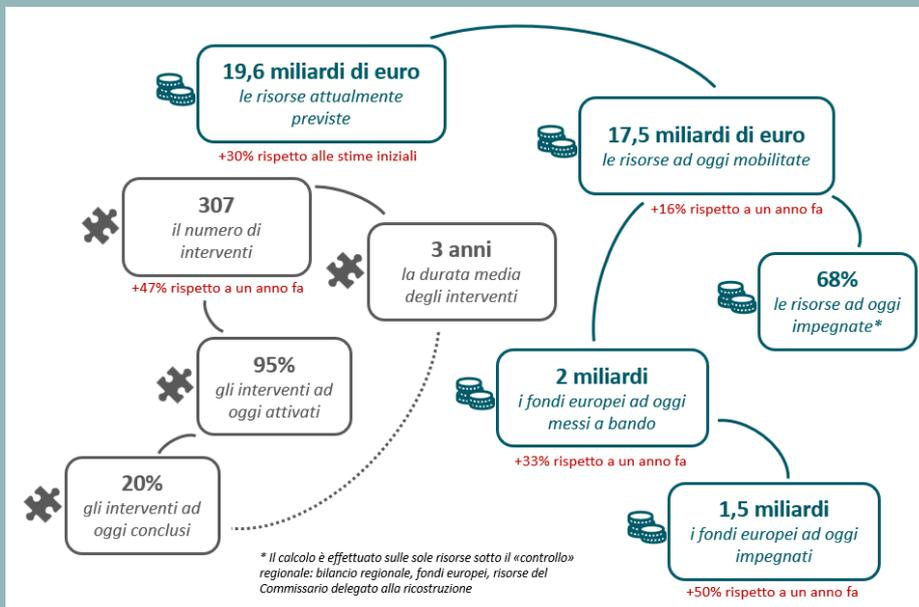 19,6 miliardi di euro
le risorse attualmente
previste
+30% rispetto alle stime iniziali
17,5 miliardi di euro
le risorse ad oggi mobilitate
+16% rispetto a un anno fa
307
il numero di
interventi
+47% rispetto a un anno fa
3 anni
la durata media
degli interventi
68%
le risorse ad oggi
impegnate*
95%
gli interventi ad
oggi attivati
2 miliardi
i fondi europei ad oggi
messi a bando
+33% rispetto a un anno fa
20%
gli interventi ad
oggi conclusi
1,5 miliardi
i fondi europei ad oggi
impegnati
+50% rispetto a un anno fa
* Il calcolo è effettuato sulle sole risorse sotto il «controllo»
regionale: bilancio regionale, fondi europei, risorse del
Commissario delegato alla ricostruzione